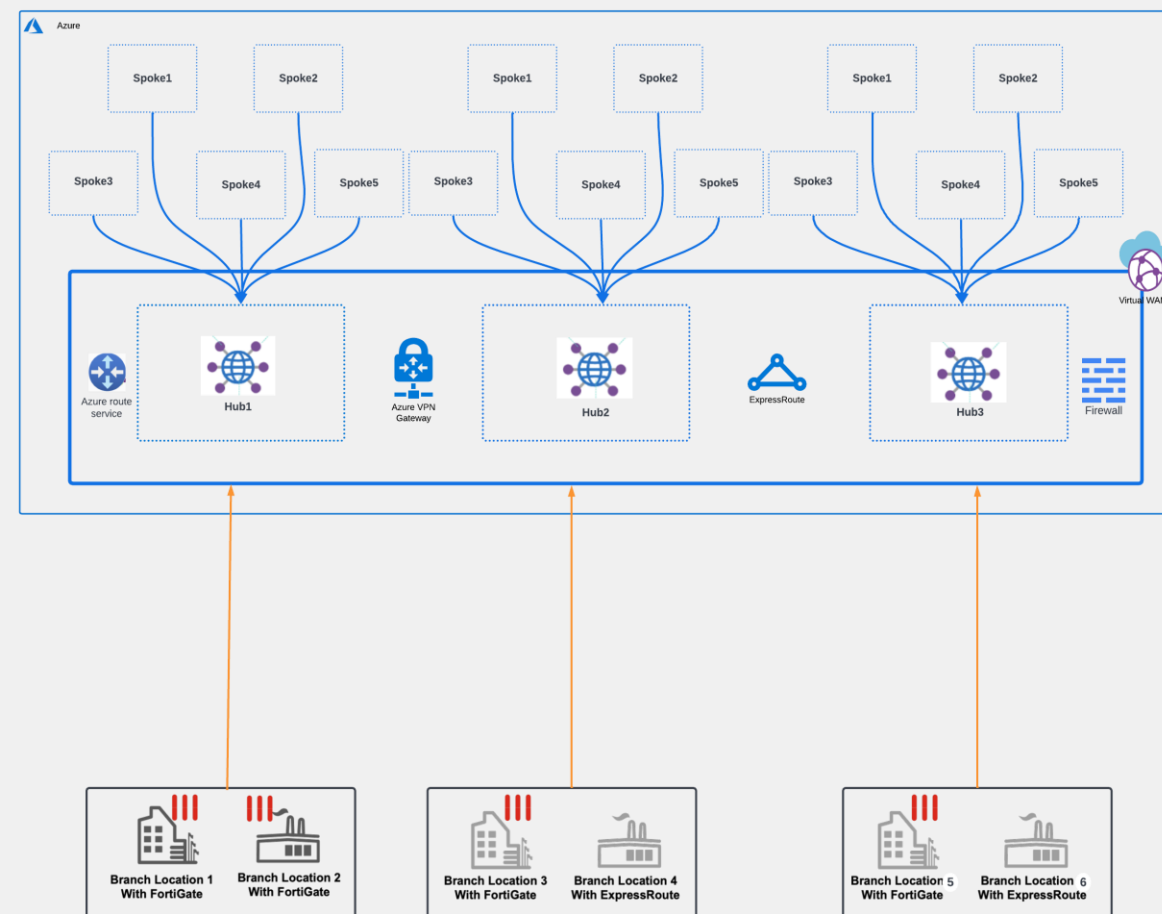 Azure
Spoke1
Spoke2
Spoke1
Spoke2
Spoke1
Spoke2
Spoke3
Spoke4
Spoke5
Spoke3
Spoke4
Spoke5
Spoke3
Spoke4
Spoke5
Virtual WAN
Azure route
service
Hub1
Azure VPN
Gateway
Hub2
ExpressRoute
Hub3
Firewall
Branch Location 1
With FortiGate
Branch Location 2
With FortiGate
Branch Location 3
With FortiGate
Branch Location 4
With ExpressRoute
Branch Location 5
With FortiGate
Branch Location 6
With ExpressRoute